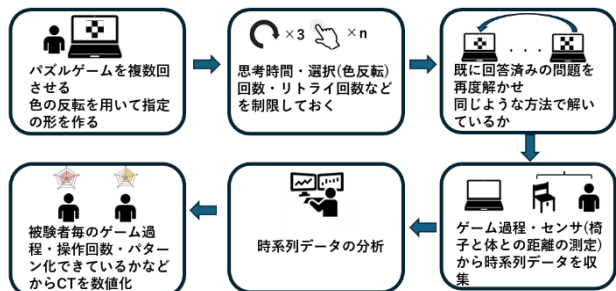 パズルゲームを複数回
させる
色の反転を用いて指定
の形を作る
×3
×n
思考時間・選択(色反転)
回数・リトライ回数など
を制限しておく
・・・
既に回答済みの問題を
再度解かせ
同じような方法で解い
ているか
ゲーム過程・センサ(椅
子と体との距離の測定)
から時系列データを収
集
時系列データの分析
被験者毎のゲーム過
程・操作回数・パター
ン化できているかなど
からCTを数値化